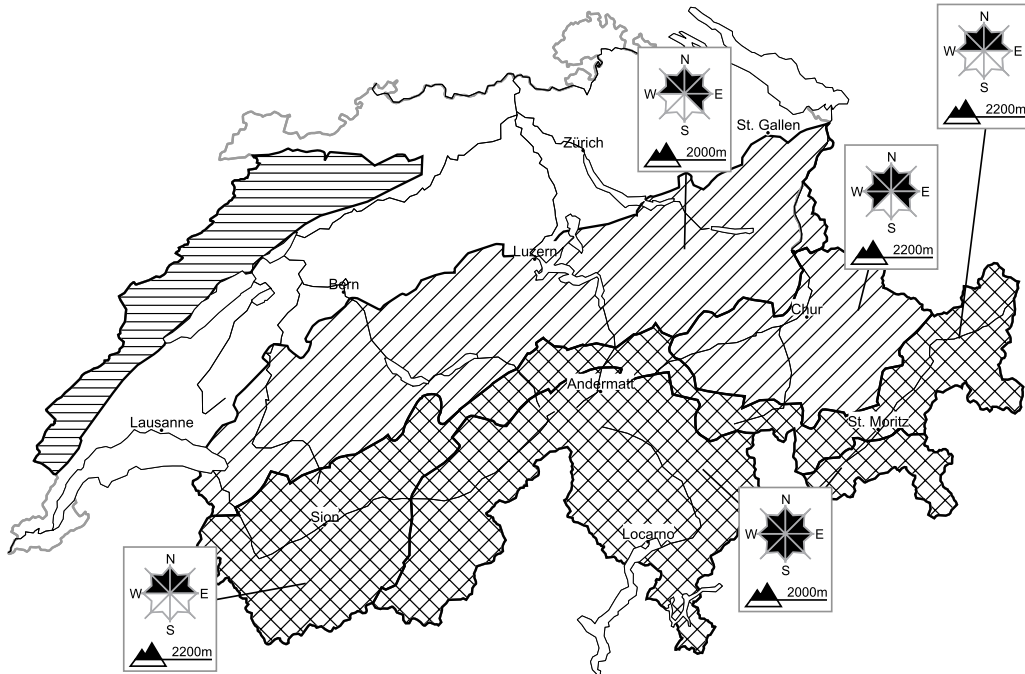 N
W E
S
2200m
N
W E
S
2000m
St. Gallen
Zürich
N
W E
S
2200m
Luzern
Bern
Chur
Andermatt
Lausanne
St. Moritz
Sion
Locarno
N
W E
S
2000m
N
W E
S
2200m